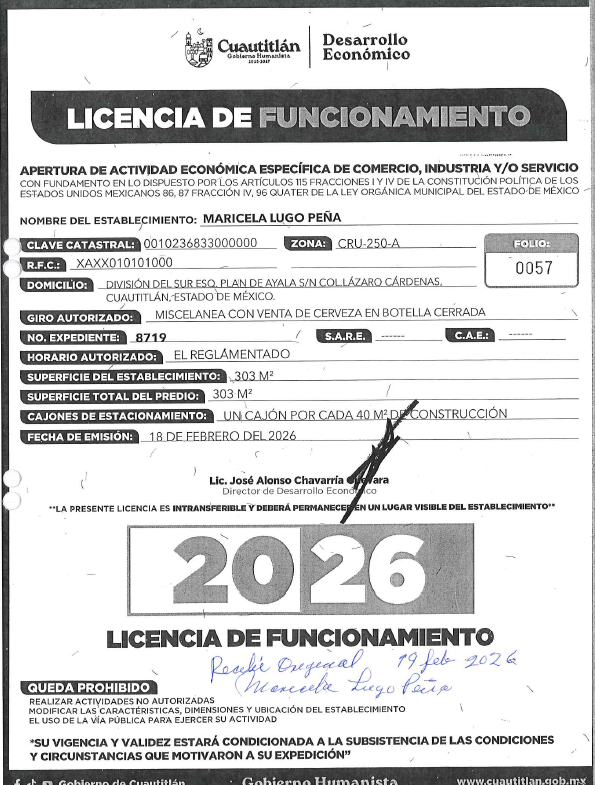 Cuautitlán
Gobierno Humanista
2025-2027
Desarrollo
Económico
LICENCIA DE FUNCIONAMIENTO
APERTURA DE ACTIVIDAD ECONÓMICA ESPECÍFICA DE COMERCIO, INDUSTRIA Y/O SERVICIO
CON FUNDAMENTO EN LO DISPUESTO POR LOS ARTÍCULOS 115 FRACCIONES I Y IV DE LA CONSTITUCIÓN POLÍTICA DE LOS
ESTADOS UNIDOS MEXICANOS 86, 87 FRACCIÓN IV, 96 QUATER DE LA LEY ORGÁNICA MUNICIPAL DEL ESTADO DE MÉXICO
NOMBRE DEL ESTABLECIMIENTO: MARICELA LUGO PEÑA
CLAVE CATASTRAL: 0010236833000000 ZONA: CRU-250-A
FOLIO:
0057
R.F.C.: XAXX010101000
DOMICILIO: DIVISIÓN DEL SUR ESQ. PLAN DE AYALA S/N COL. LÁZARO CÁRDENAS,
CUAUTITLÁN, ESTADO DE MÉXICO.
GIRO AUTORIZADO: MISCELANEA CON VENTA DE CERVEZA EN BOTELLA CERRADA
NO. EXPEDIENTE: 8719 S.A.R.E. ------ C.A.E.: ------
HORARIO AUTORIZADO: EL REGLAMENTADO
SUPERFICIE DEL ESTABLECIMIENTO: 303 M²
SUPERFICIE TOTAL DEL PREDIO: 303 M²
CAJONES DE ESTACIONAMIENTO: UN CAJÓN POR CADA 40 M² DE CONSTRUCCIÓN
FECHA DE EMISIÓN: 18 DE FEBRERO DEL 2026
Lic. José Alonso Chavarría Guevara
Director de Desarrollo Económico
**LA PRESENTE LICENCIA ES INTRANSFERIBLE Y DEBERÁ PERMANECER EN UN LUGAR VISIBLE DEL ESTABLECIMIENTO**
2026
LICENCIA DE FUNCIONAMIENTO
Recibí Original 19 feb 2026
Maricela Lugo Peña
QUEDA PROHIBIDO
REALIZAR ACTIVIDADES NO AUTORIZADAS
MODIFICAR LAS CARACTERÍSTICAS, DIMENSIONES Y UBICACIÓN DEL ESTABLECIMIENTO
EL USO DE LA VÍA PÚBLICA PARA EJERCER SU ACTIVIDAD
"SU VIGENCIA Y VALIDEZ ESTARÁ CONDICIONADA A LA SUBSISTENCIA DE LAS CONDICIONES
Y CIRCUNSTANCIAS QUE MOTIVARON A SU EXPEDICIÓN"
Gobierno de Cuautitlán Gobierno Humanista www.cuautitlan.gob.mx